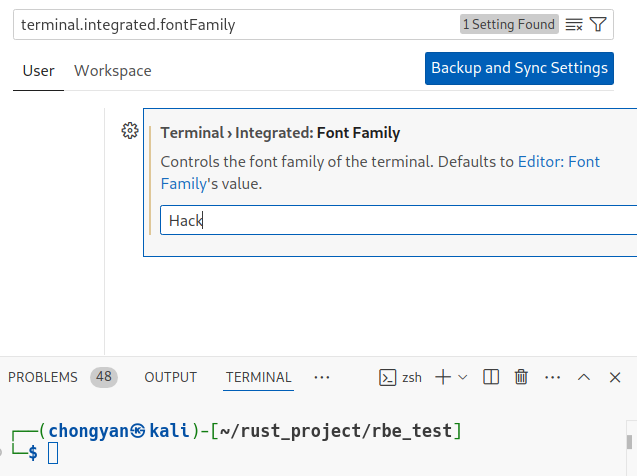 terminal.integrated.fontFamily
1 Setting Found
User Workspace
Backup and Sync Settings
Terminal › Integrated: Font Family
Controls the font family of the terminal. Defaults to Editor: Font
Family's value.
Hack
PROBLEMS 48 OUTPUT TERMINAL ··· zsh ···
┌──(chongyan㉿kali)-[~/rust_project/rbe_test]
└─$